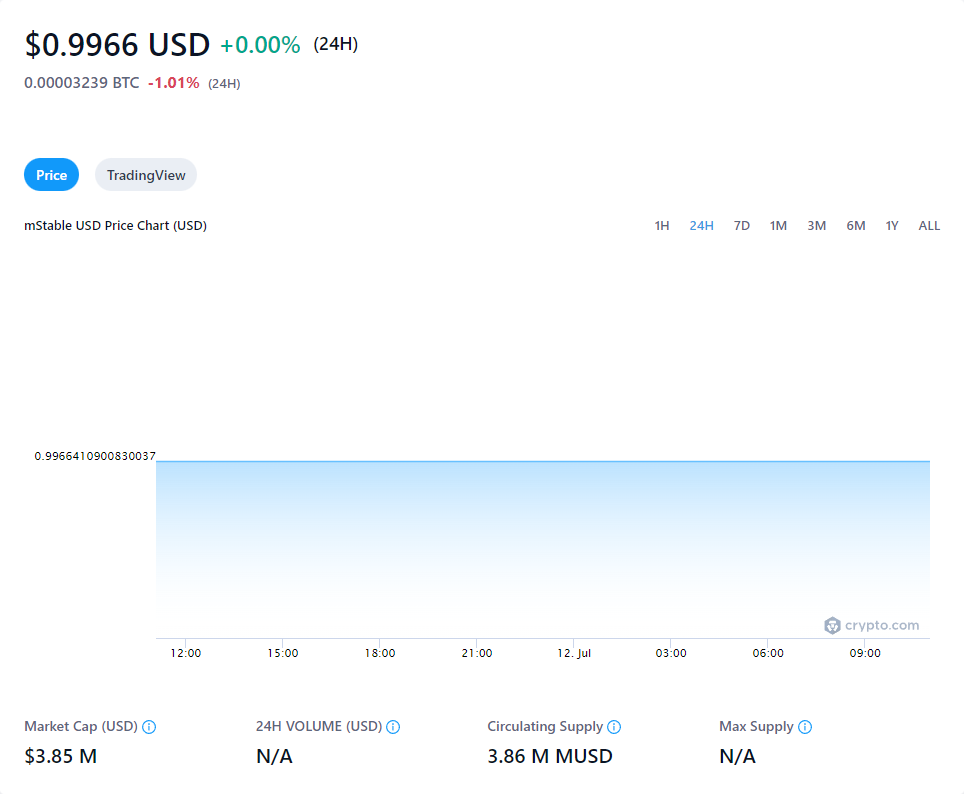 $0.9966 USD +0.00% (24H)
0.00003239 BTC -1.01% (24H)
Price TradingView
mStable USD Price Chart (USD) 1H 24H 7D 1M 3M 6M 1Y ALL
0.9966410900830037
crypto.com
12:00 15:00 18:00 21:00 12. Jul 03:00 06:00 09:00
Market Cap (USD) 24H VOLUME (USD) Circulating Supply Max Supply
$3.85 M N/A 3.86 M MUSD N/A